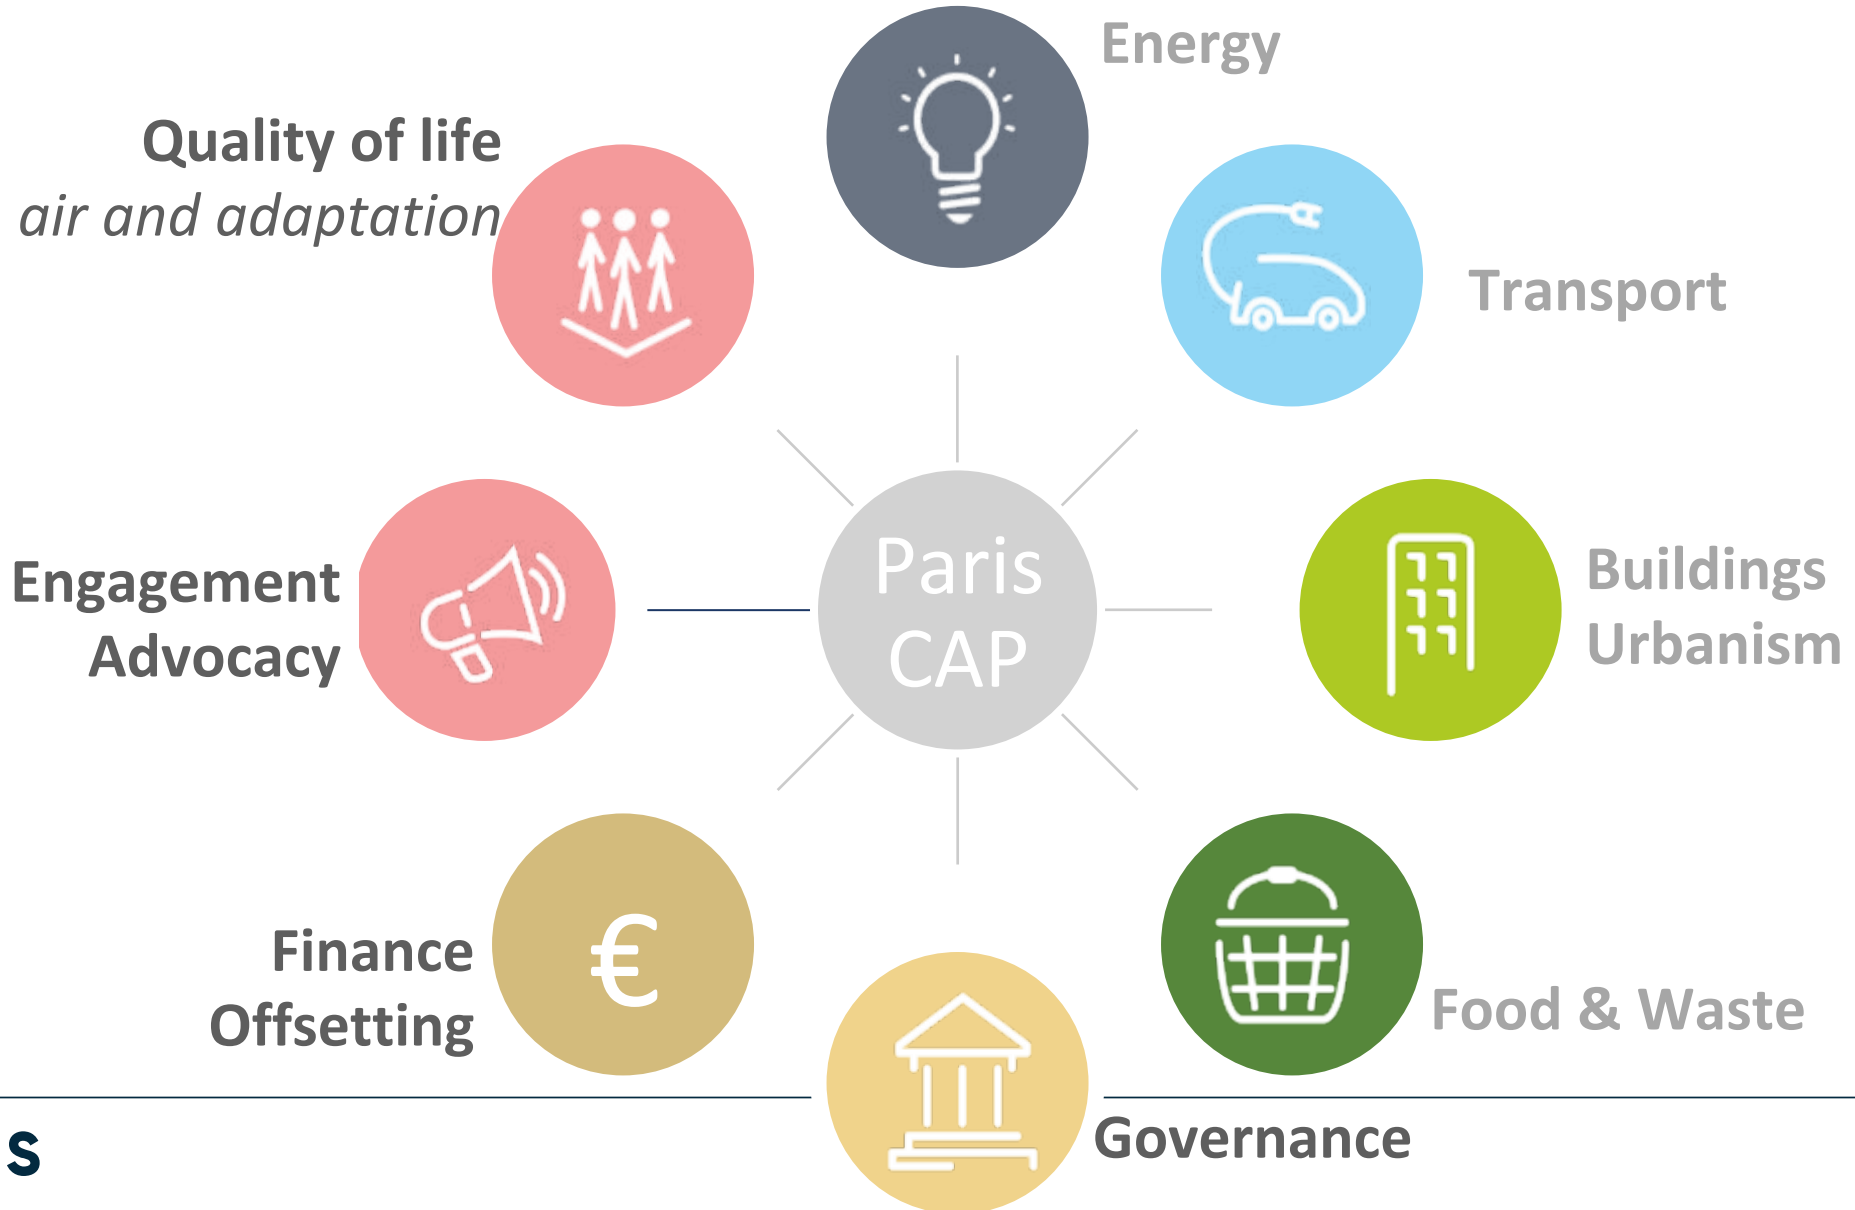 Energy
Quality of life
air and adaptation
Transport
Paris
CAP
Buildings
Urbanism
Engagement
Advocacy
Finance
Offsetting
€
Food & Waste
Governance
s